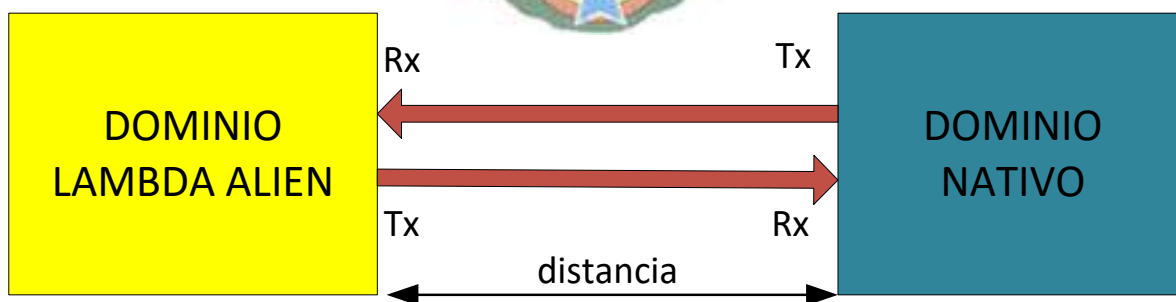 Rx
Tx
DOMINIO
LAMBDA ALIEN
DOMINIO
NATIVO
Tx
Rx
distancia